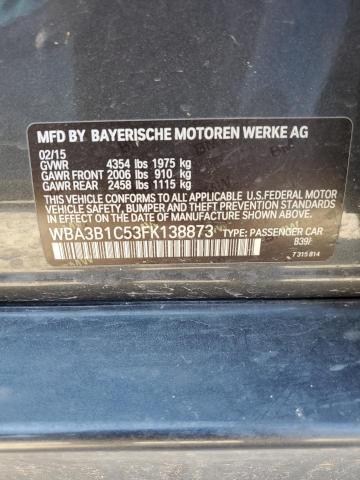 MFD BY BAYERISCHE MOTOREN WERKE AG
02/15
GVWR 4354 lbs 1975 kg
GAWR FRONT 2006 lbs 910 kg
GAWR REAR 2458 lbs 1115 kg
THIS VEHICLE CONFORMS TO ALL APPLICABLE U.S.FEDERAL MOTOR
VEHICLE SAFETY, BUMPER, AND THEFT PREVENTION STANDARDS
IN EFFECT ON THE DATE OF MANUFACTURE SHOWN ABOVE.
WBA3B1C53FK138873 TYPE: PASSENGER CAR
7 315 814